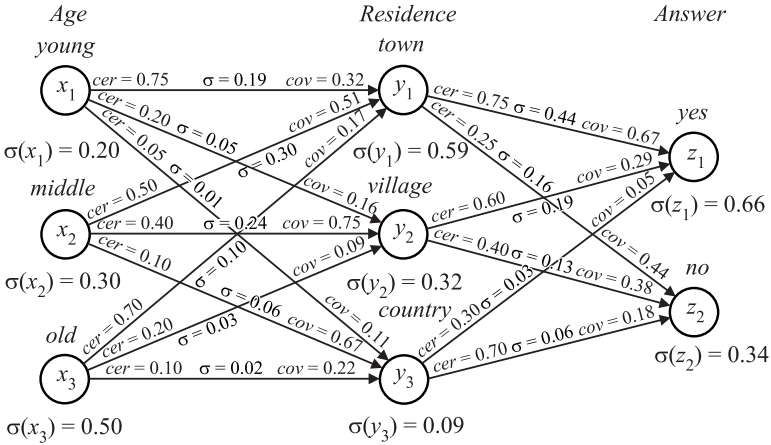 Age Residence Answer
young town
x1 cer = 0.75 σ = 0.19 cov = 0.32 y1
cer = 0.20 σ = 0.05 cov = 0.16
cer = 0.05 σ = 0.01 cov = 0.11
σ(x1) = 0.20
σ(y1) = 0.59
cer = 0.75 σ = 0.44 cov = 0.67
cer = 0.25 σ = 0.16 cov = 0.44
yes
z1
σ(z1) = 0.66
middle village
x2 y2
cer = 0.50 σ = 0.30 cov = 0.51
cer = 0.40 σ = 0.24 cov = 0.75
cer = 0.10 σ = 0.06 cov = 0.67
σ(x2) = 0.30
σ(y2) = 0.32
cer = 0.60 σ = 0.19 cov = 0.29
cer = 0.40 σ = 0.13 cov = 0.38
no
z2
σ(z2) = 0.34
old country
x3 y3
cer = 0.70 σ = 0.10 cov = 0.17
cer = 0.20 σ = 0.03 cov = 0.09
cer = 0.10 σ = 0.02 cov = 0.22
σ(x3) = 0.50
σ(y3) = 0.09
cer = 0.30 σ = 0.03 cov = 0.05
cer = 0.70 σ = 0.06 cov = 0.18